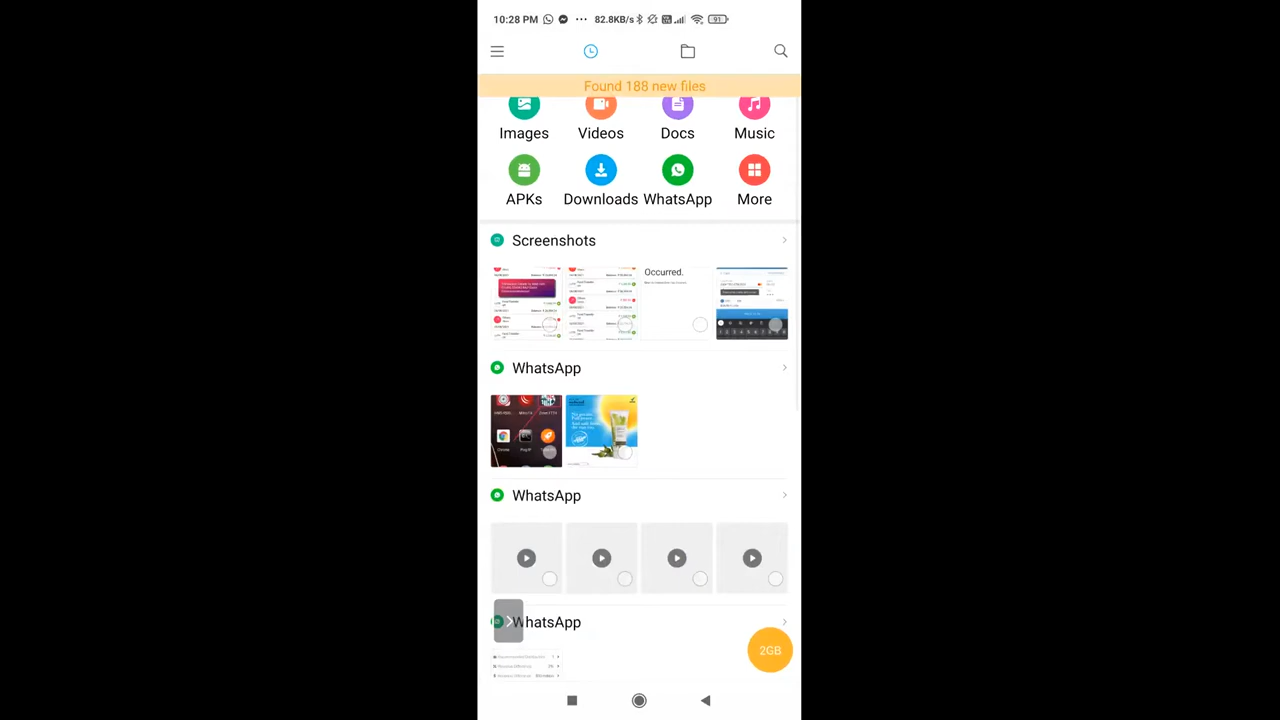 10:28 PM ... 82.8KB/s 91
Found 188 new files
Images Videos Docs Music
APKs Downloads WhatsApp More
Screenshots
Occurred.
WhatsApp
WhatsApp
WhatsApp
2GB